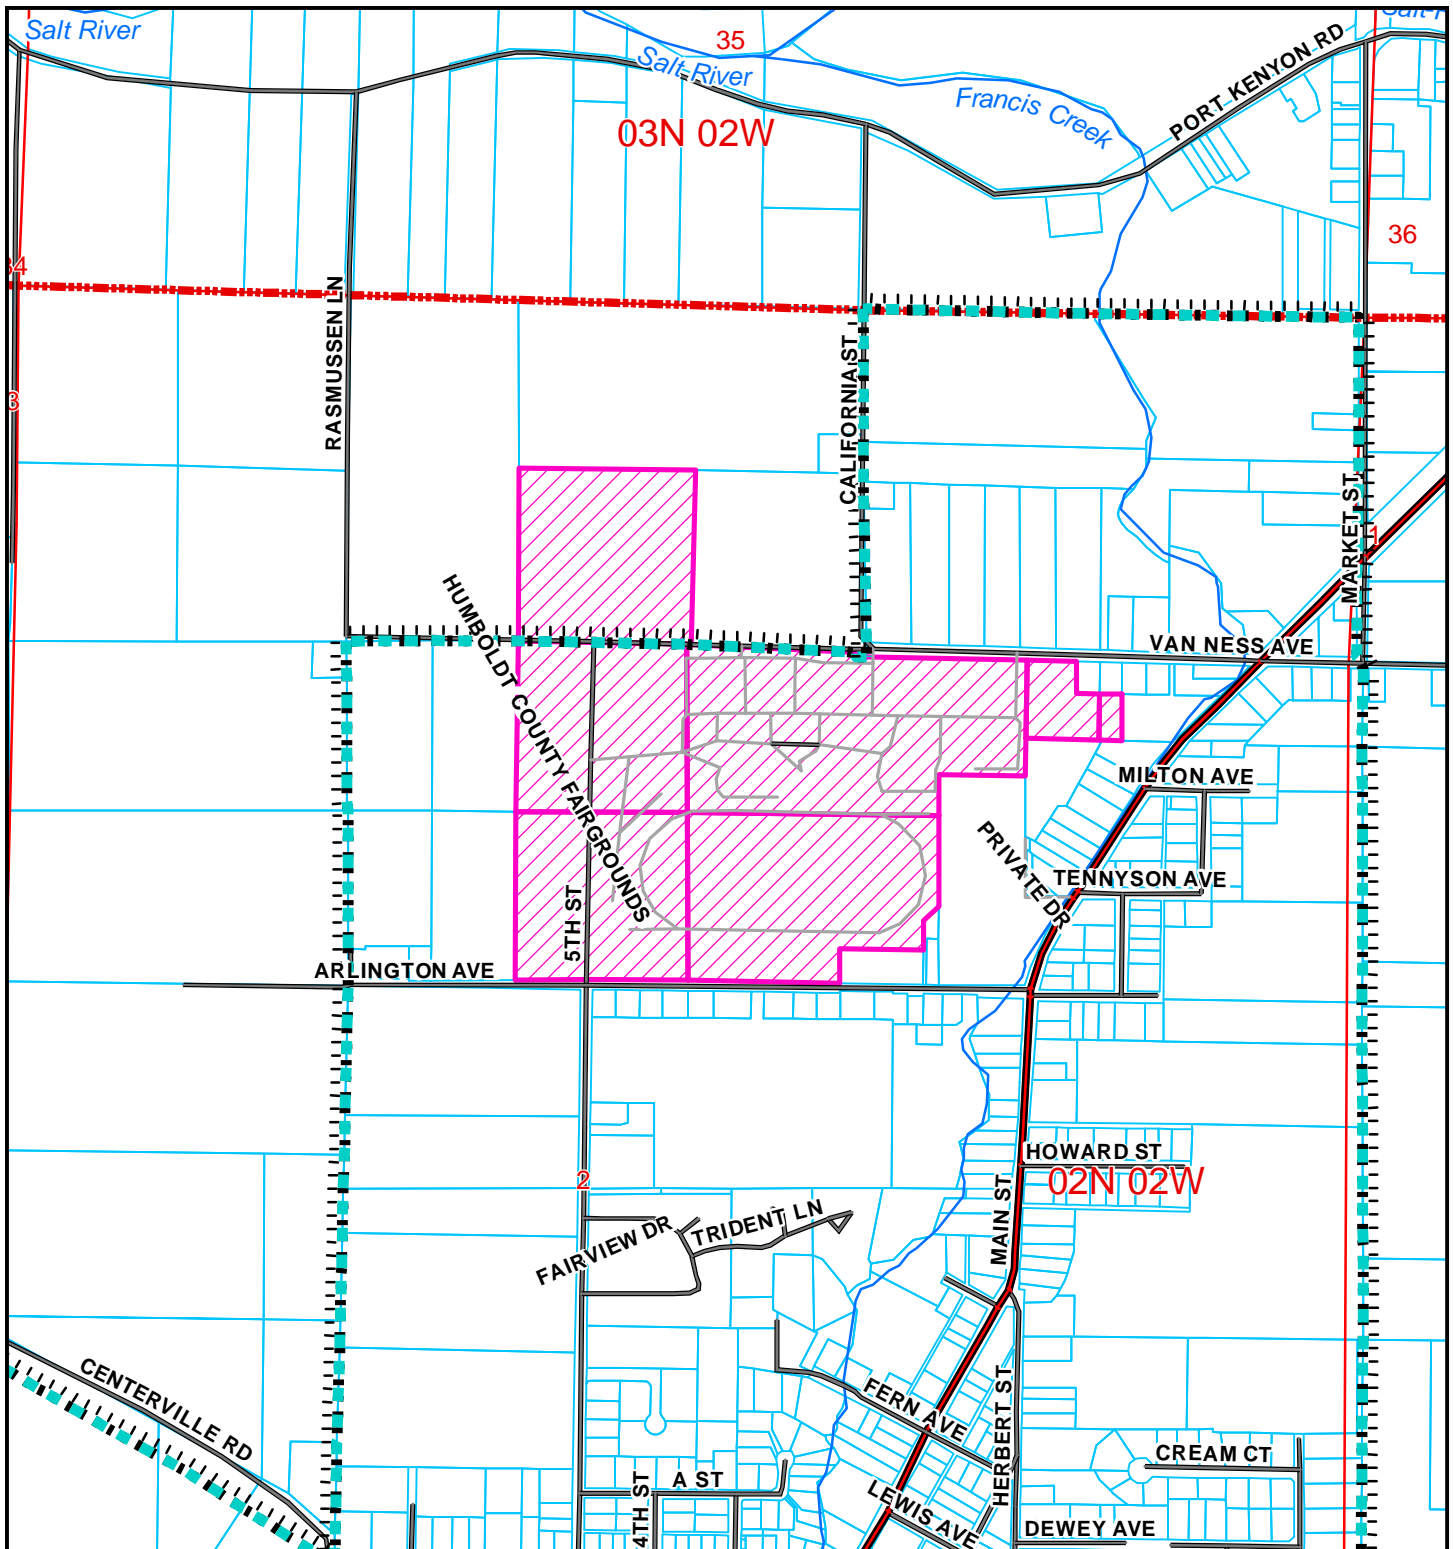 Salt River
35
Salt River
PORT KENYON RD
Francis Creek
03N 02W
36
34
RASMUSSEN LN
CALIFORNIA ST
3
MARKET ST
1
HUMBOLDT COUNTY FAIRGROUNDS
VAN NESS AVE
MILTON AVE
PRIVATE DR
TENNYSON AVE
5TH ST
ARLINGTON AVE
HOWARD ST
2
02N 02W
MAIN ST
TRIDENT LN
FAIRVIEW DR
CENTERVILLE RD
FERN AVE
HERBERT ST
CREAM CT
A ST
4TH ST
LEWIS AVE
DEWEY AVE